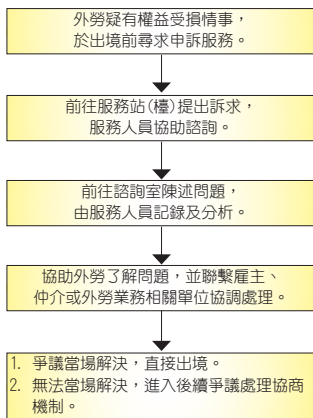 外勞疑有權益受損情事，
於出境前尋求申訴服務。
前往服務站(檯)提出訴求，
服務人員協助諮詢。
前往諮詢室陳述問題，
由服務人員記錄及分析。
協助外勞了解問題，並聯繫雇主、
仲介或外勞業務相關單位協調處理。
1. 爭議當場解決，直接出境。
2. 無法當場解決，進入後續爭議處理協商
機制。